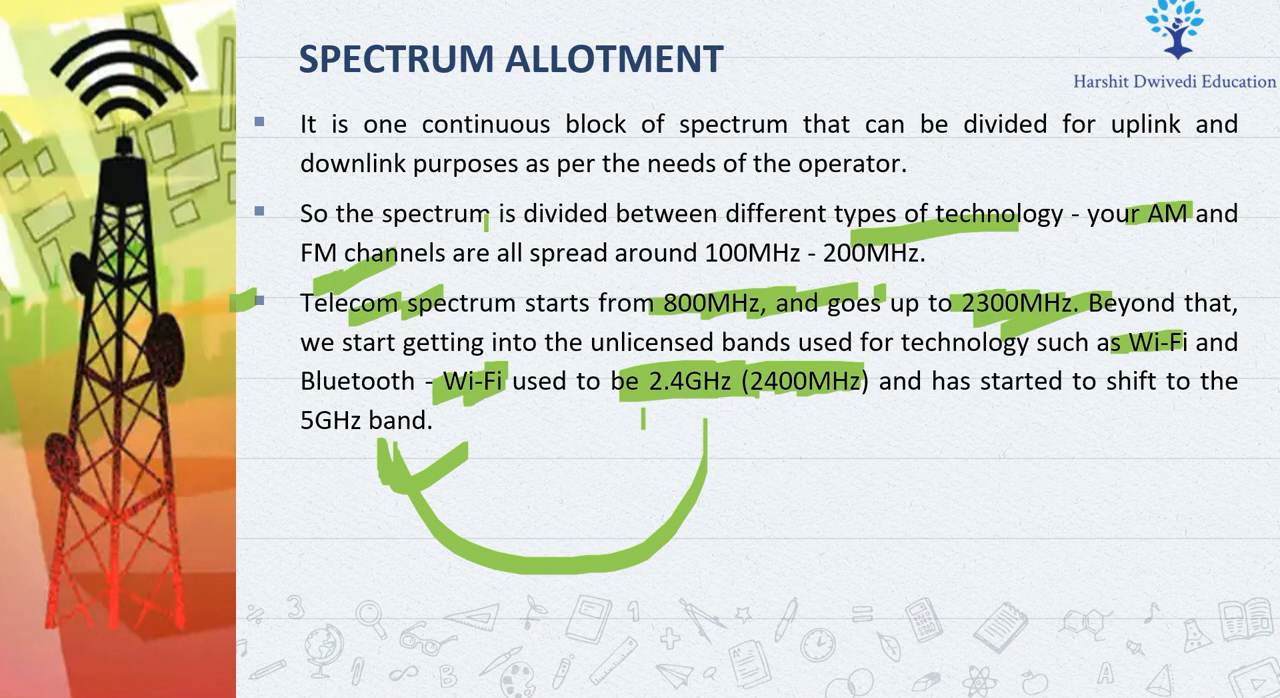 SPECTRUM ALLOTMENT
Harshit Dwivedi Education
It is one continuous block of spectrum that can be divided for uplink and
downlink purposes as per the needs of the operator.
So the spectrum is divided between different types of technology - your AM and
FM channels are all spread around 100MHz - 200MHz.
Telecom spectrum starts from 800MHz, and goes up to 2300MHz. Beyond that,
we start getting into the unlicensed bands used for technology such as Wi-Fi and
Bluetooth - Wi-Fi used to be 2.4GHz (2400MHz) and has started to shift to the
5GHz band.